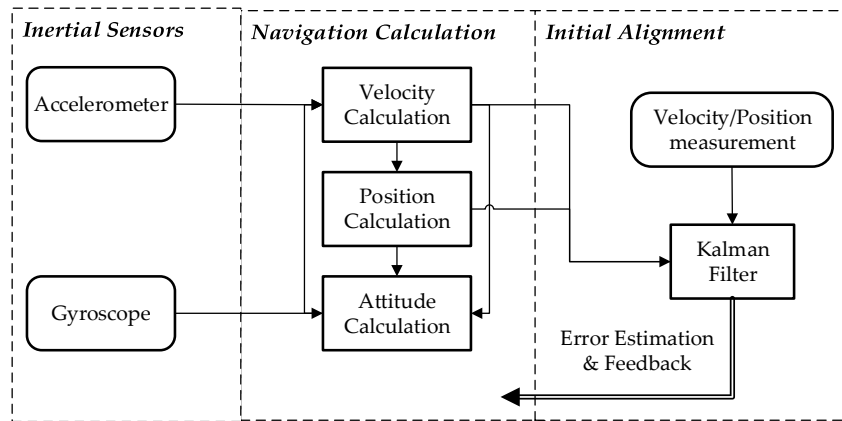 Inertial Sensors
Navigation Calculation
Initial Alignment
Accelerometer
Velocity
Calculation
Velocity/Position
measurement
Position
Calculation
Kalman
Filter
Gyroscope
Attitude
Calculation
Error Estimation
& Feedback